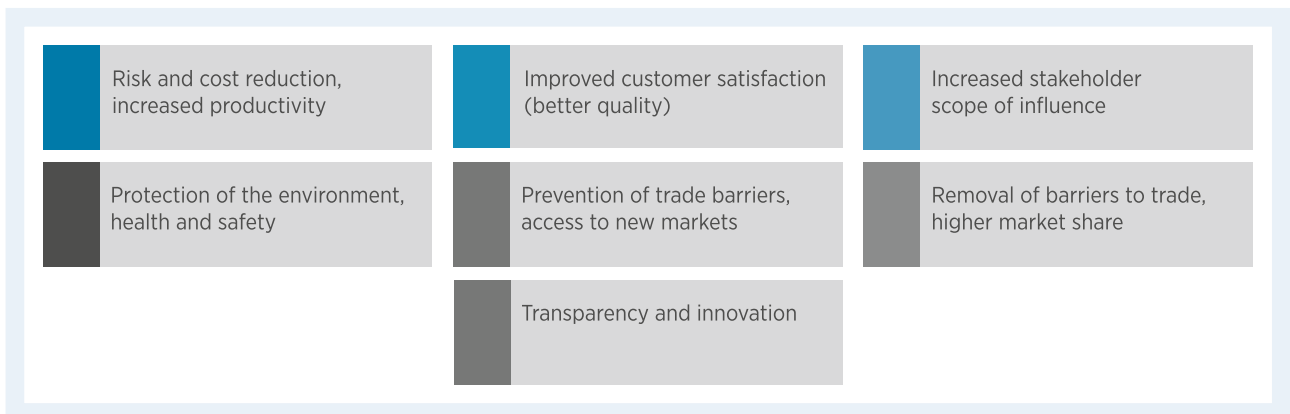 Risk and cost reduction,
increased productivity
Improved customer satisfaction
(better quality)
Increased stakeholder
scope of influence
Protection of the environment,
health and safety
Prevention of trade barriers,
access to new markets
Removal of barriers to trade,
higher market share
Transparency and innovation